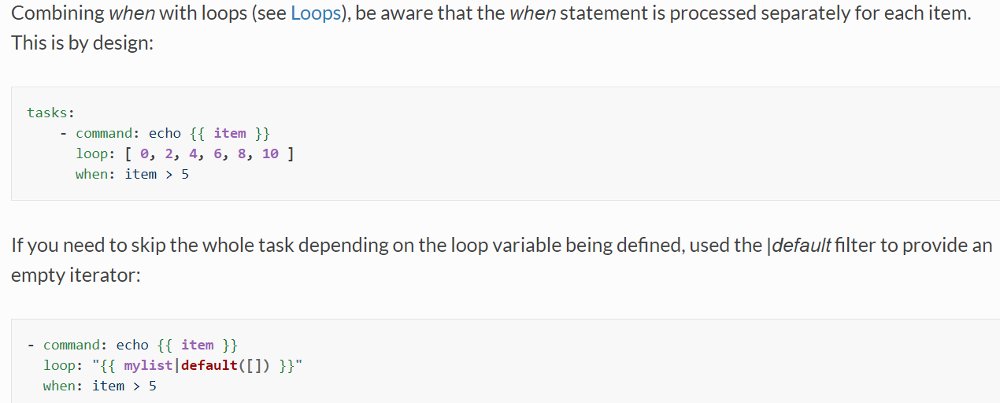 Combining when with loops (see Loops), be aware that the when statement is processed separately for each item.
This is by design:
tasks:
    - command: echo {{ item }}
      loop: [ 0, 2, 4, 6, 8, 10 ]
      when: item > 5
If you need to skip the whole task depending on the loop variable being defined, used the |default filter to provide an
empty iterator:
- command: echo {{ item }}
  loop: "{{ mylist|default([]) }}"
  when: item > 5